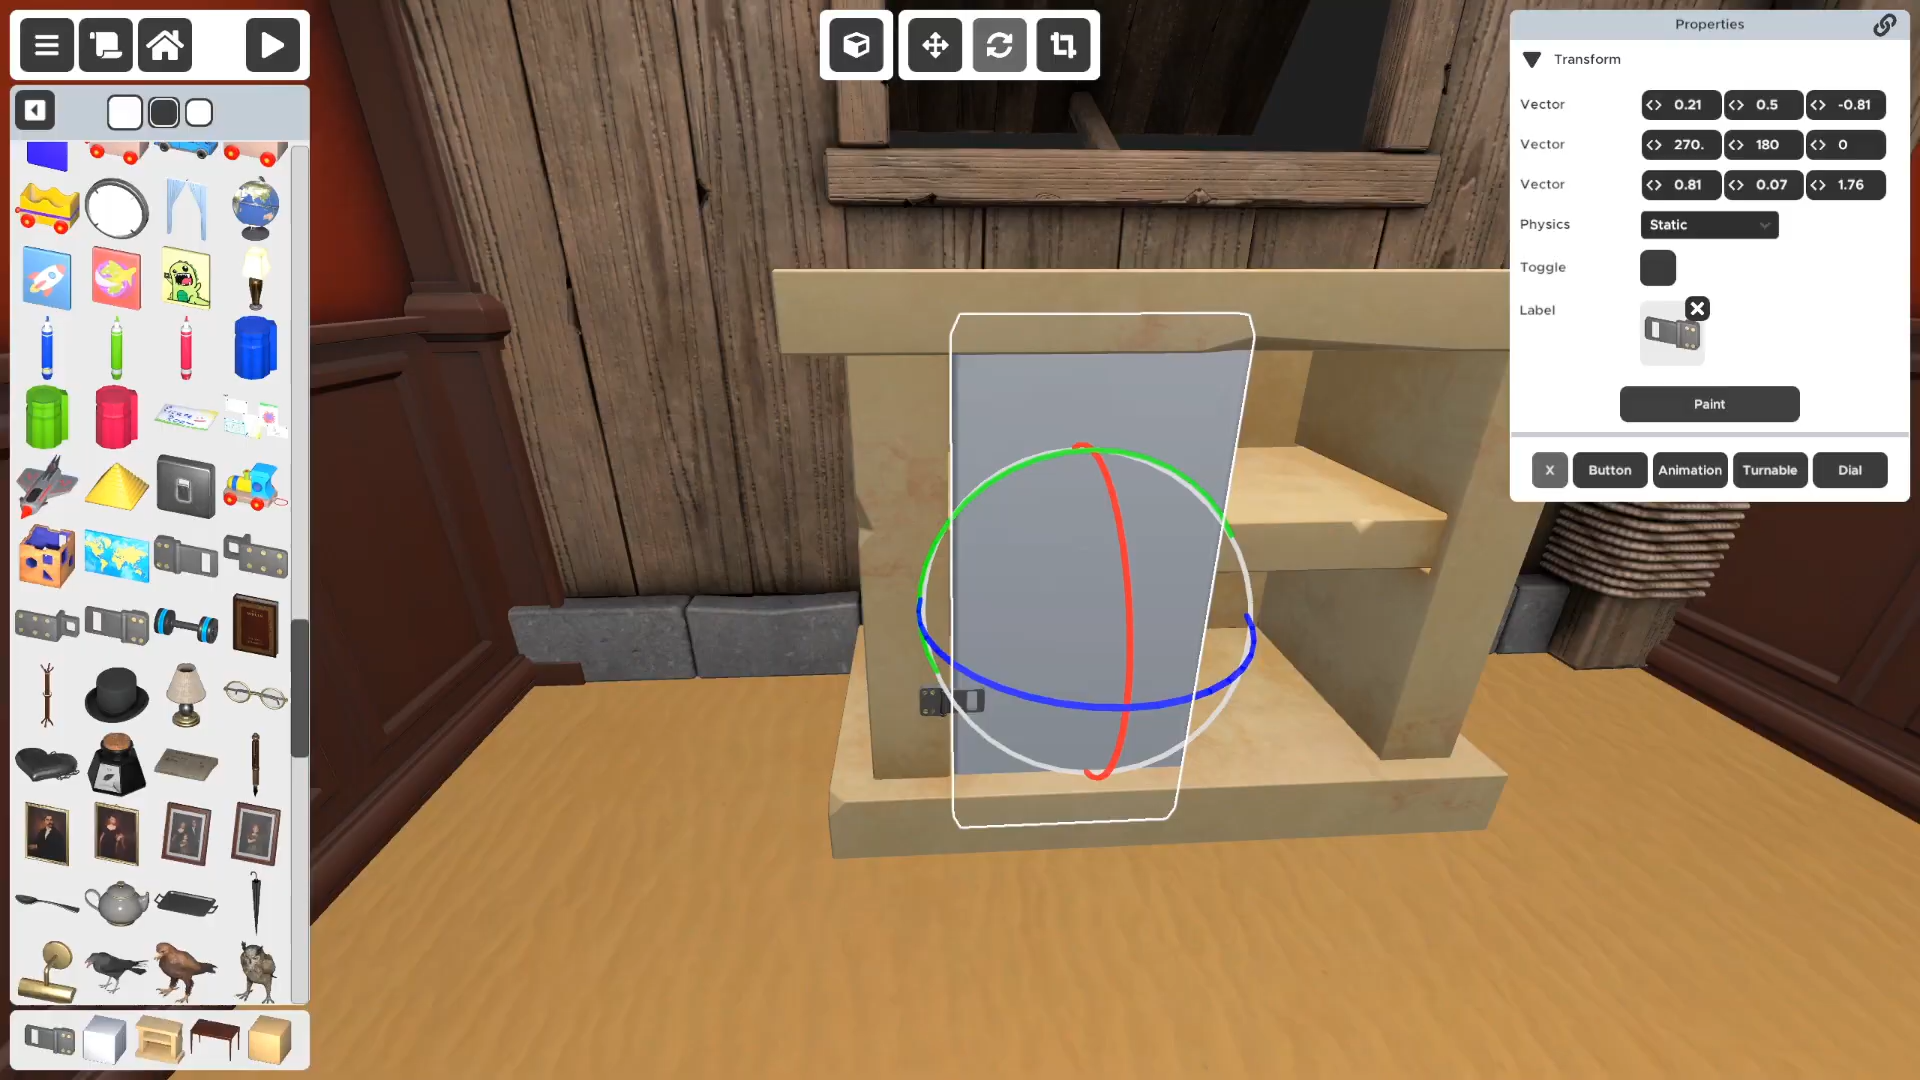 Properties
Transform
Vector 0.21 0.5 -0.81
Vector 270. 180 0
Vector 0.81 0.07 1.76
Physics Static
Toggle
Label
Paint
X Button Animation Turnable Dial